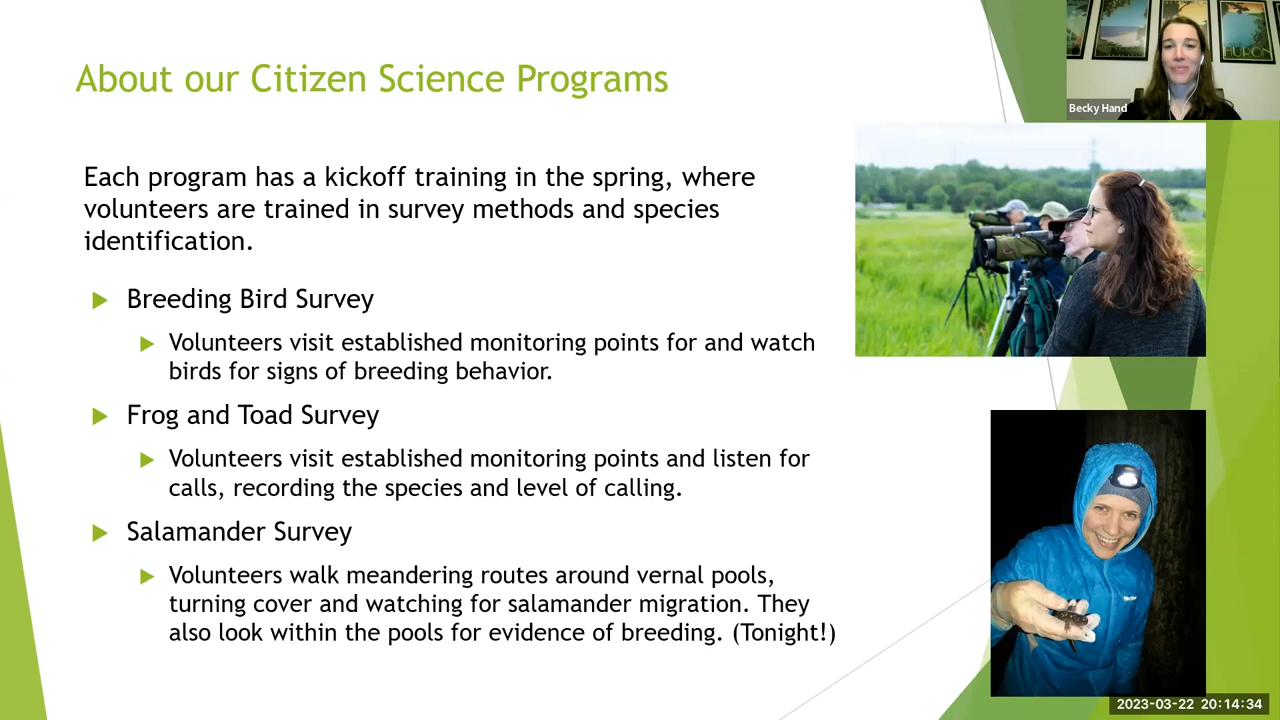 About our Citizen Science Programs
HURON
Becky Hand
Each program has a kickoff training in the spring, where
volunteers are trained in survey methods and species
identification.
Breeding Bird Survey
Volunteers visit established monitoring points for and watch
birds for signs of breeding behavior.
Frog and Toad Survey
Volunteers visit established monitoring points and listen for
calls, recording the species and level of calling.
Salamander Survey
Volunteers walk meandering routes around vernal pools,
turning cover and watching for salamander migration. They
also look within the pools for evidence of breeding. (Tonight!)
2023-03-22 20:14:34